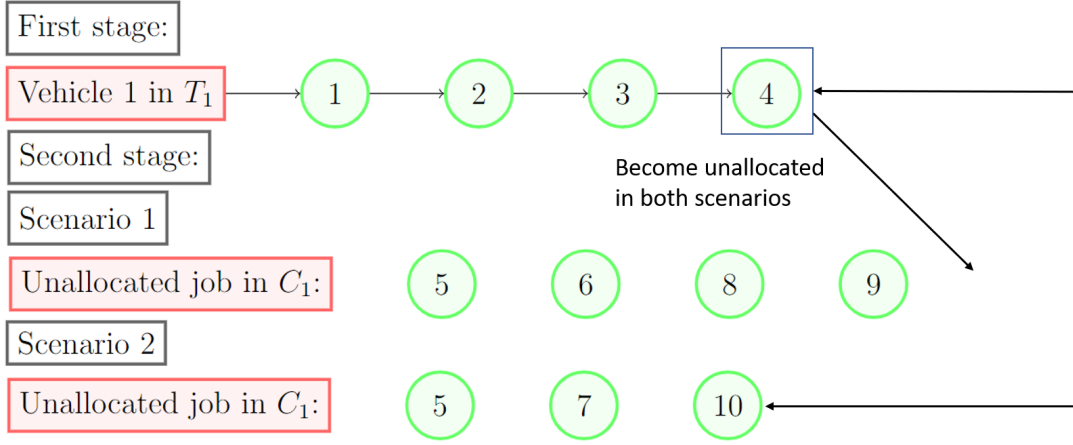 First stage:
Vehicle 1 in T₁
1 2 3 4
Second stage:
Become unallocated
in both scenarios
Scenario 1
Unallocated job in C₁:
5 6 8 9
Scenario 2
Unallocated job in C₁:
5 7 10